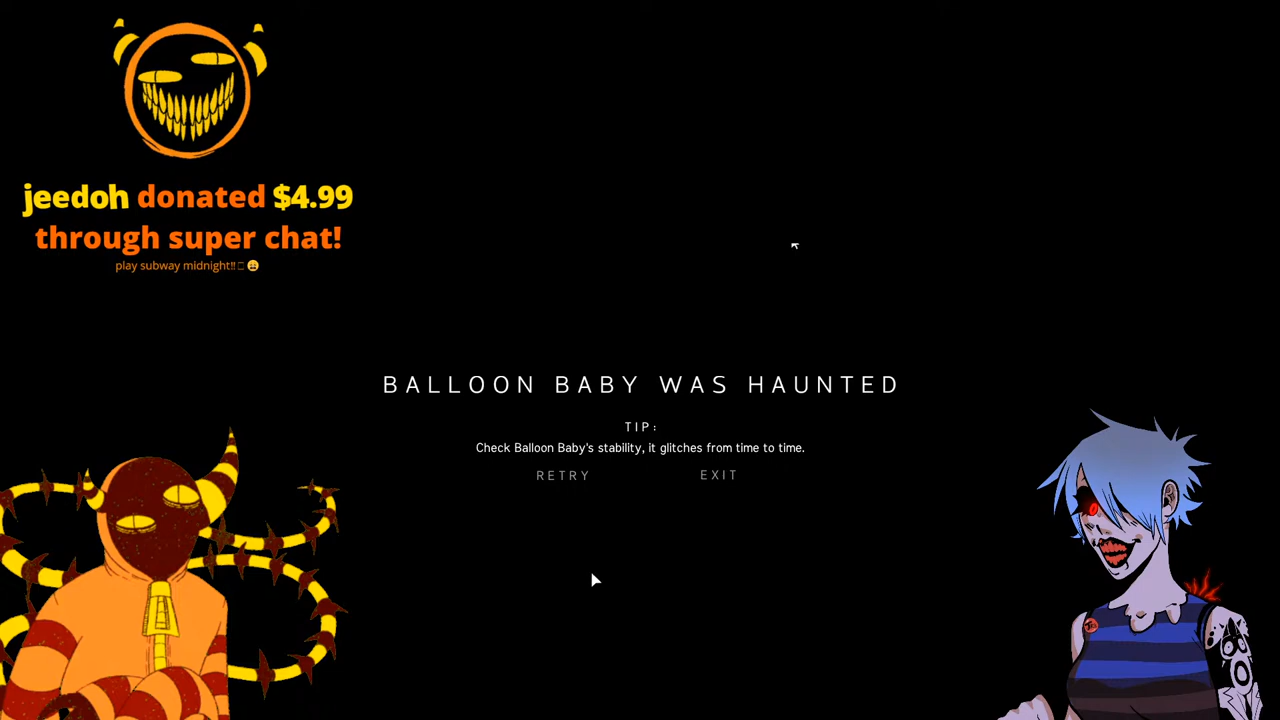 jeedoh donated $4.99
through super chat!
play subway midnight!! 😩
BALLOON BABY WAS HAUNTED
TIP:
Check Balloon Baby's stability, it glitches from time to time.
RETRY EXIT